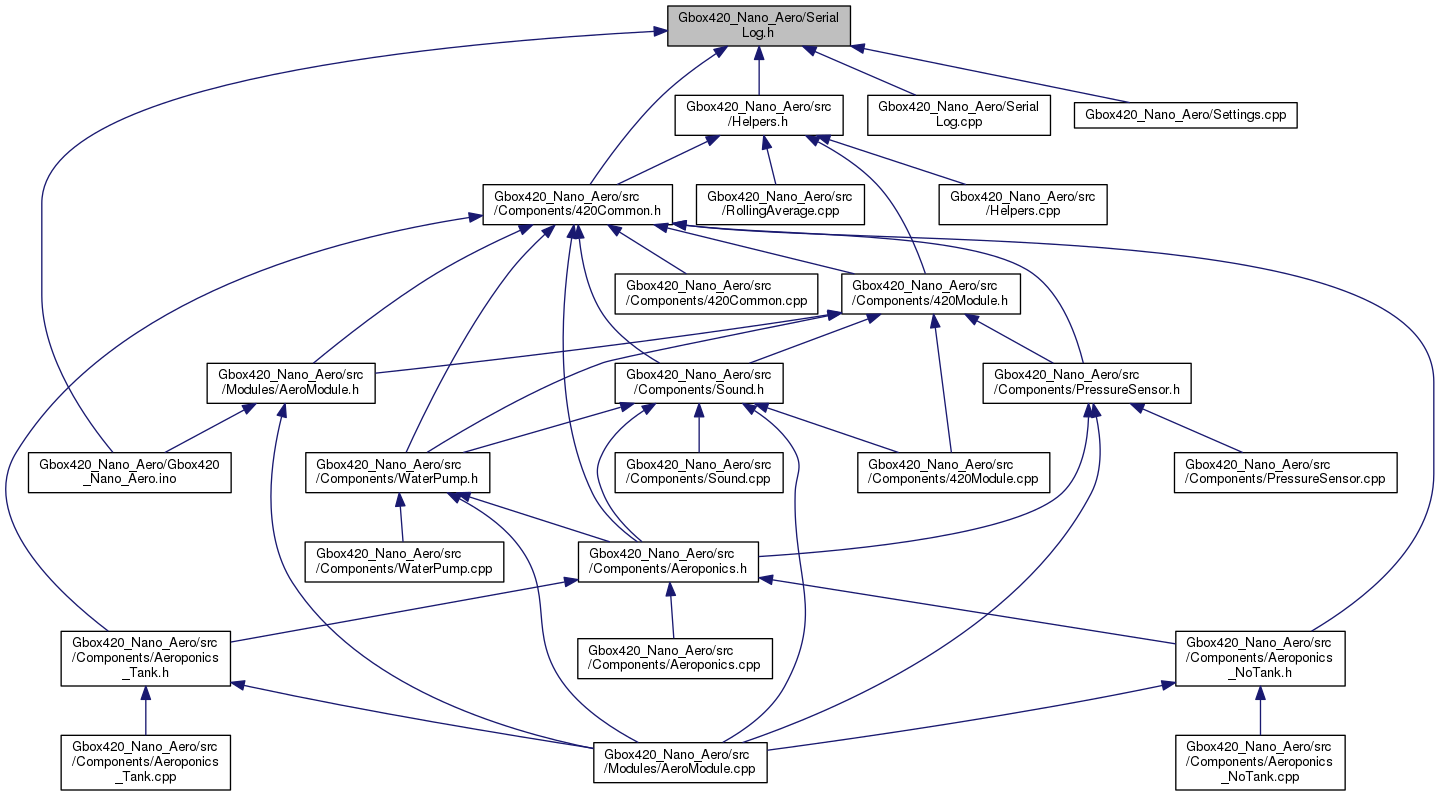 Gbox420_Nano_Aero/Serial
Log.h
Gbox420_Nano_Aero/src
/Helpers.h
Gbox420_Nano_Aero/Serial
Log.cpp
Gbox420_Nano_Aero/Settings.cpp
Gbox420_Nano_Aero/src
/Components/420Common.h
Gbox420_Nano_Aero/src
/RollingAverage.cpp
Gbox420_Nano_Aero/src
/Helpers.cpp
Gbox420_Nano_Aero/src
/Components/420Common.cpp
Gbox420_Nano_Aero/src
/Components/420Module.h
Gbox420_Nano_Aero/src
/Modules/AeroModule.h
Gbox420_Nano_Aero/src
/Components/Sound.h
Gbox420_Nano_Aero/src
/Components/PressureSensor.h
Gbox420_Nano_Aero/Gbox420
_Nano_Aero.ino
Gbox420_Nano_Aero/src
/Components/WaterPump.h
Gbox420_Nano_Aero/src
/Components/Sound.cpp
Gbox420_Nano_Aero/src
/Components/420Module.cpp
Gbox420_Nano_Aero/src
/Components/PressureSensor.cpp
Gbox420_Nano_Aero/src
/Components/WaterPump.cpp
Gbox420_Nano_Aero/src
/Components/Aeroponics.h
Gbox420_Nano_Aero/src
/Components/Aeroponics
_Tank.h
Gbox420_Nano_Aero/src
/Components/Aeroponics.cpp
Gbox420_Nano_Aero/src
/Components/Aeroponics
_NoTank.h
Gbox420_Nano_Aero/src
/Components/Aeroponics
_Tank.cpp
Gbox420_Nano_Aero/src
/Modules/AeroModule.cpp
Gbox420_Nano_Aero/src
/Components/Aeroponics
_NoTank.cpp